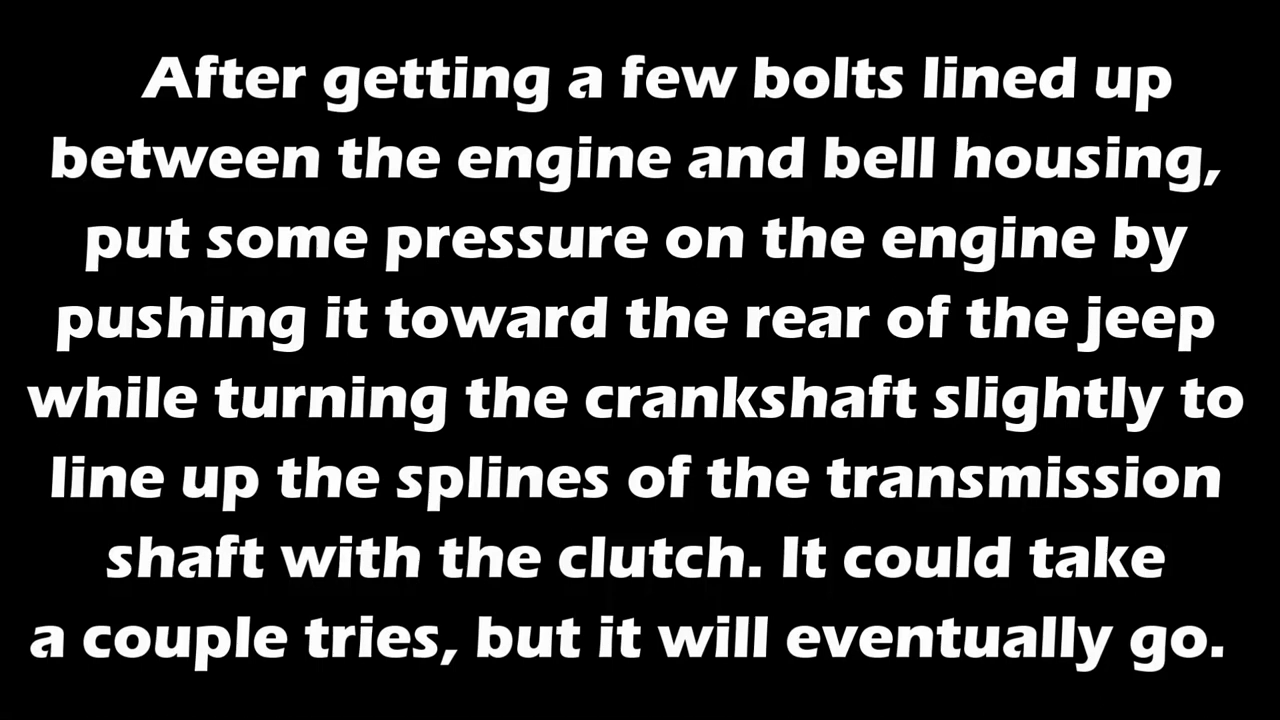 After getting a few bolts lined up
between the engine and bell housing,
put some pressure on the engine by
pushing it toward the rear of the jeep
while turning the crankshaft slightly to
line up the splines of the transmission
shaft with the clutch. It could take
a couple tries, but it will eventually go.